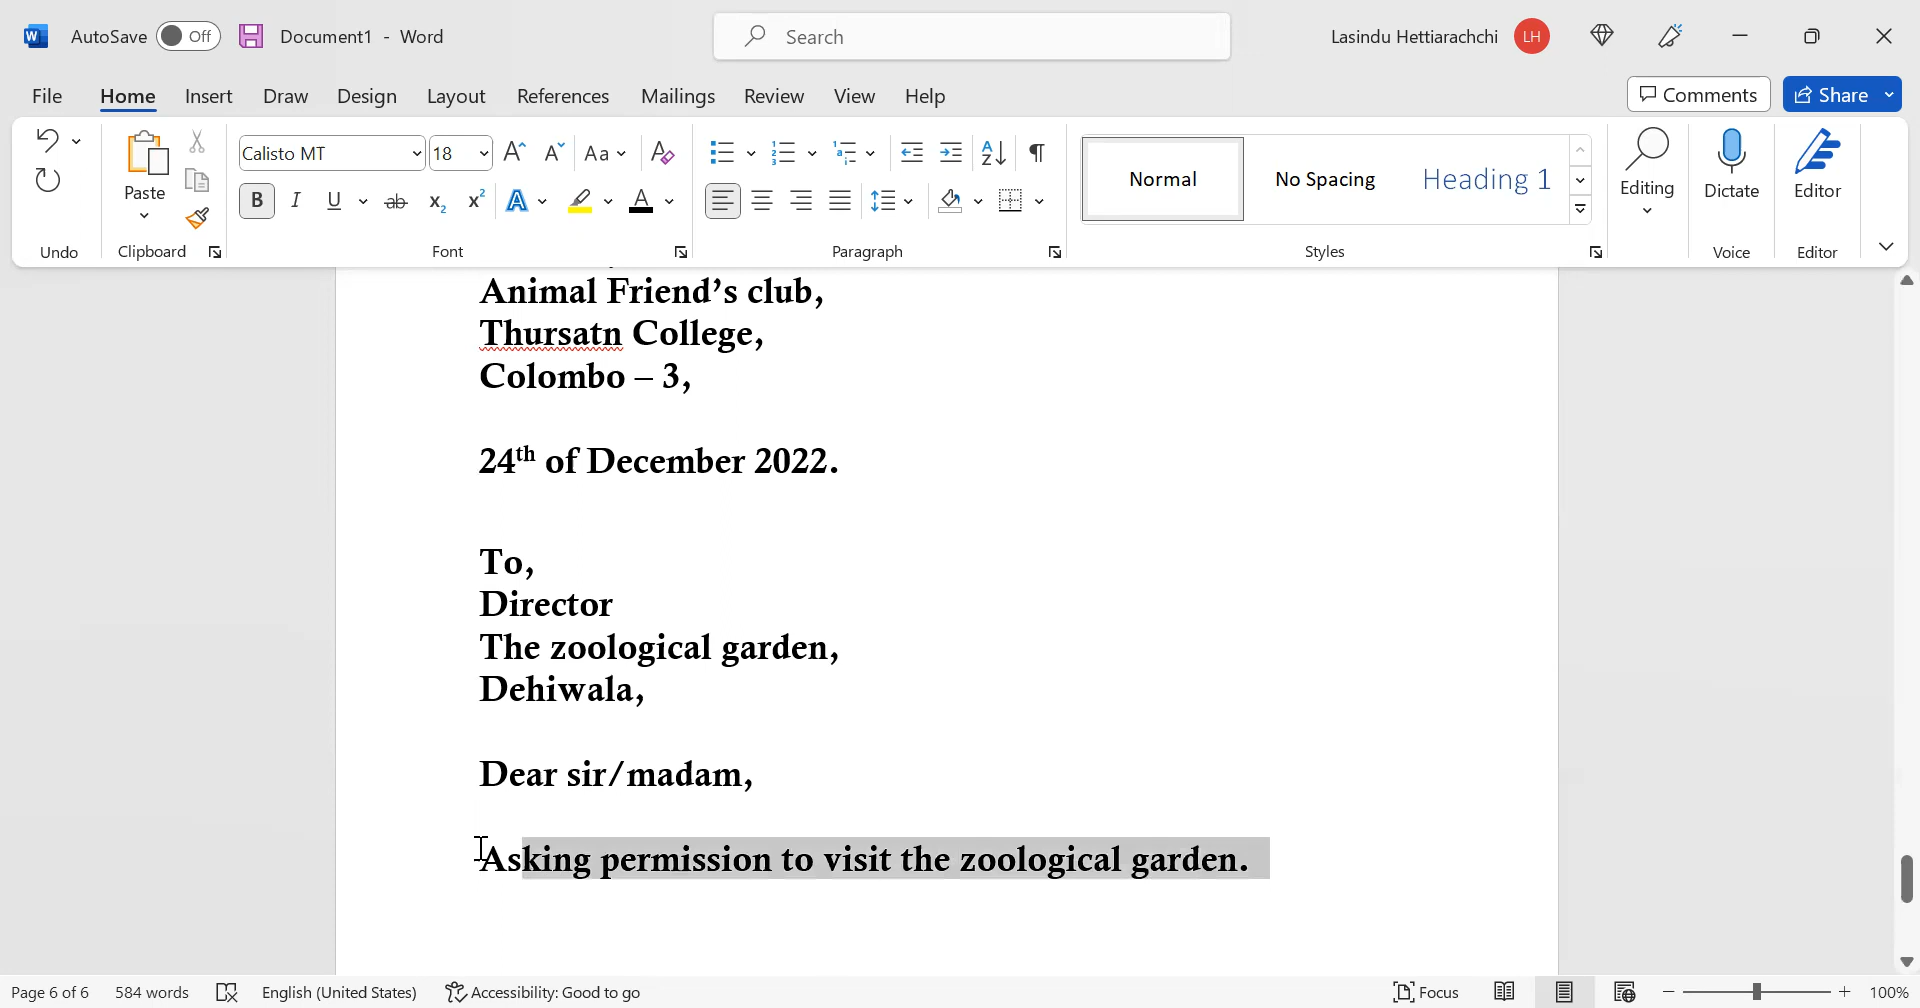 AutoSave Off Document1 - Word Search Lasindu Hettiarachchi LH
File Home Insert Draw Design Layout References Mailings Review View Help Comments Share
Calisto MT 18 Aa
Paste B I U ab x₂ x² A A Normal No Spacing Heading 1 Editing Dictate Editor
Undo Clipboard Font Paragraph Styles Voice Editor
Animal Friend’s club,
Thursatn College,
Colombo – 3,
24th of December 2022.
To,
Director
The zoological garden,
Dehiwala,
Dear sir/madam,
Asking permission to visit the zoological garden.
Page 6 of 6 584 words English (United States) Accessibility: Good to go Focus 100%